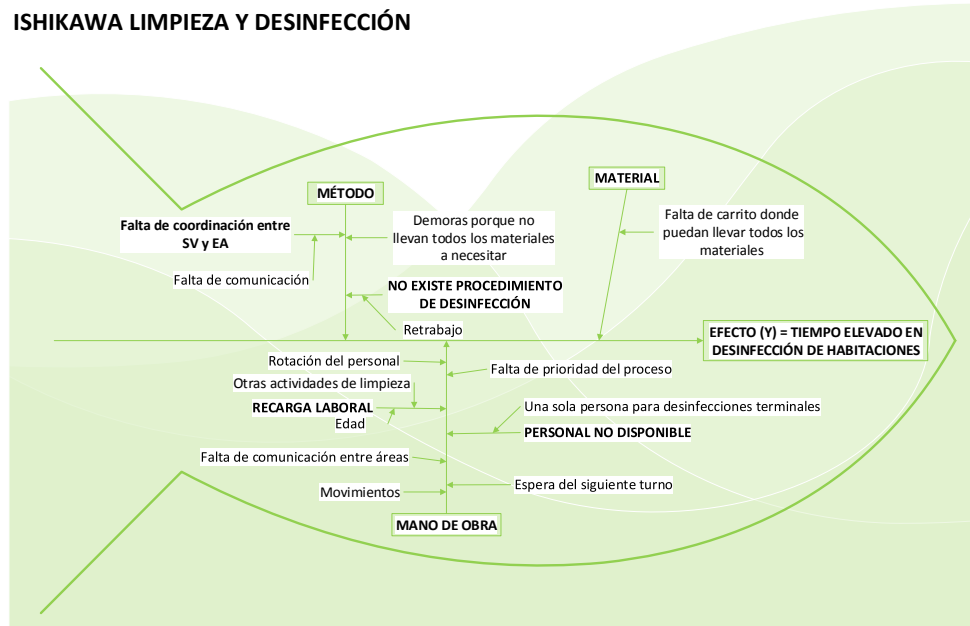 ISHIKAWA LIMPIEZA Y DESINFECCIÓN
MÉTODO
MATERIAL
Falta de coordinación entre
SV y EA
Falta de comunicación
Demoras porque no
llevan todos los materiales
a necesitar
NO EXISTE PROCEDIMIENTO
DE DESINFECCIÓN
Retrabajo
Falta de carrito donde
puedan llevar todos los
materiales
EFECTO (Y) = TIEMPO ELEVADO EN
DESINFECCIÓN DE HABITACIONES
Rotación del personal
Falta de prioridad del proceso
Otras actividades de limpieza
RECARGA LABORAL
Edad
Una sola persona para desinfecciones terminales
PERSONAL NO DISPONIBLE
Falta de comunicación entre áreas
Espera del siguiente turno
Movimientos
MANO DE OBRA